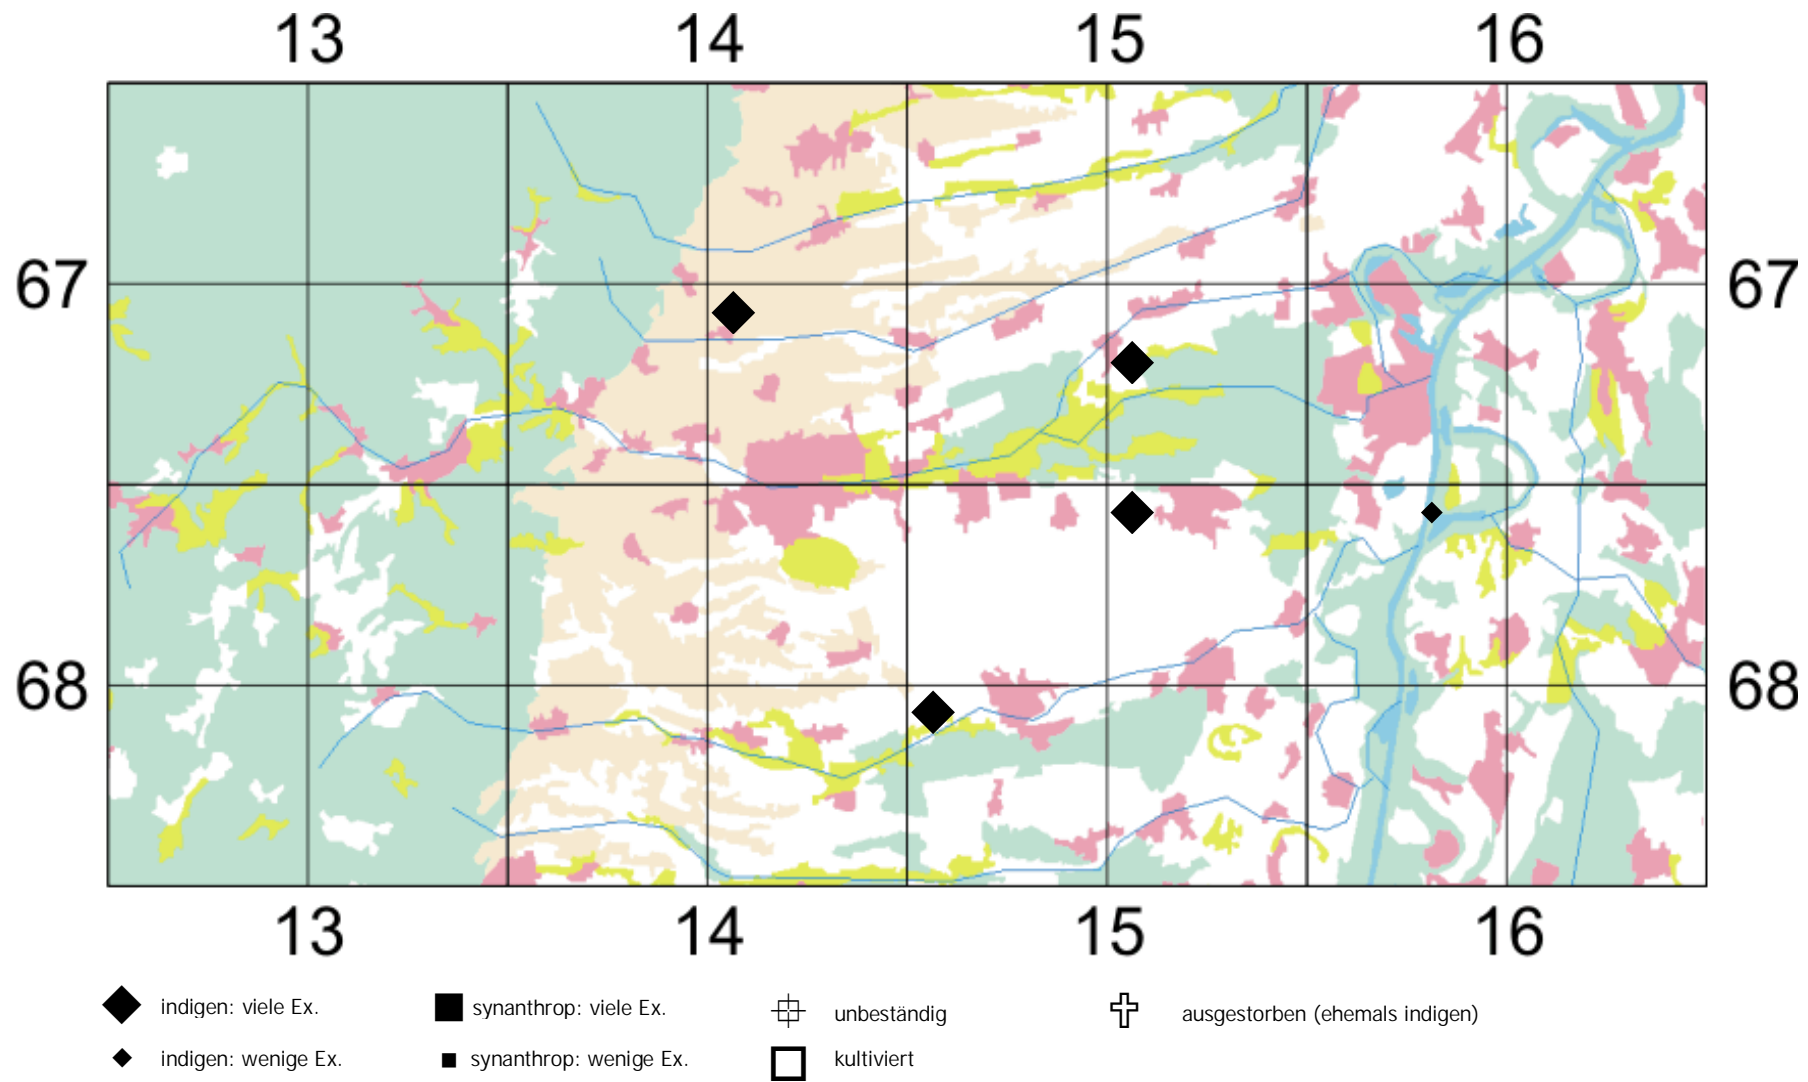 13 14 15 16
67 67
68 68
13 14 15 16
indigen: viele Ex. synanthrop: viele Ex. unbeständig ausgestorben (ehemals indigen)
indigen: wenige Ex. synanthrop: wenige Ex. kultiviert